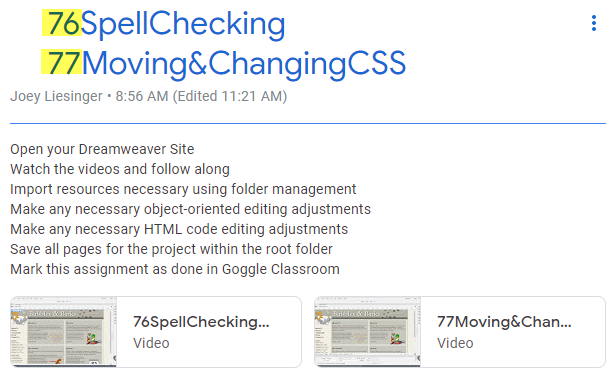 76SpellChecking
77Moving&ChangingCSS
Joey Liesinger • 8:56 AM (Edited 11:21 AM)
Open your Dreamweaver Site
Watch the videos and follow along
Import resources necessary using folder management
Make any necessary object-oriented editing adjustments
Make any necessary HTML code editing adjustments
Save all pages for the project within the root folder
Mark this assignment as done in Goggle Classroom
76SpellChecking...
Video
77Moving&Chan...
Video